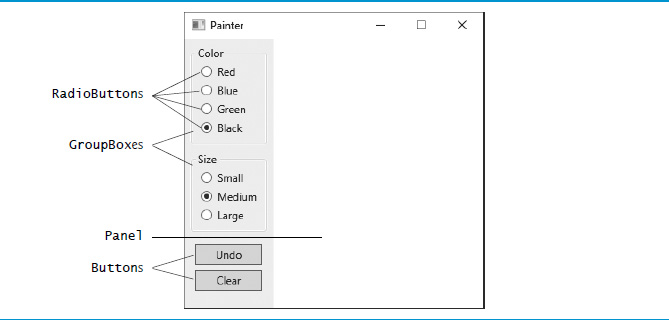 Painter
Color
Red
RadioButtons
Blue
Green
Black
GroupBoxes
Size
Small
Medium
Large
Panel
Undo
Buttons
Clear